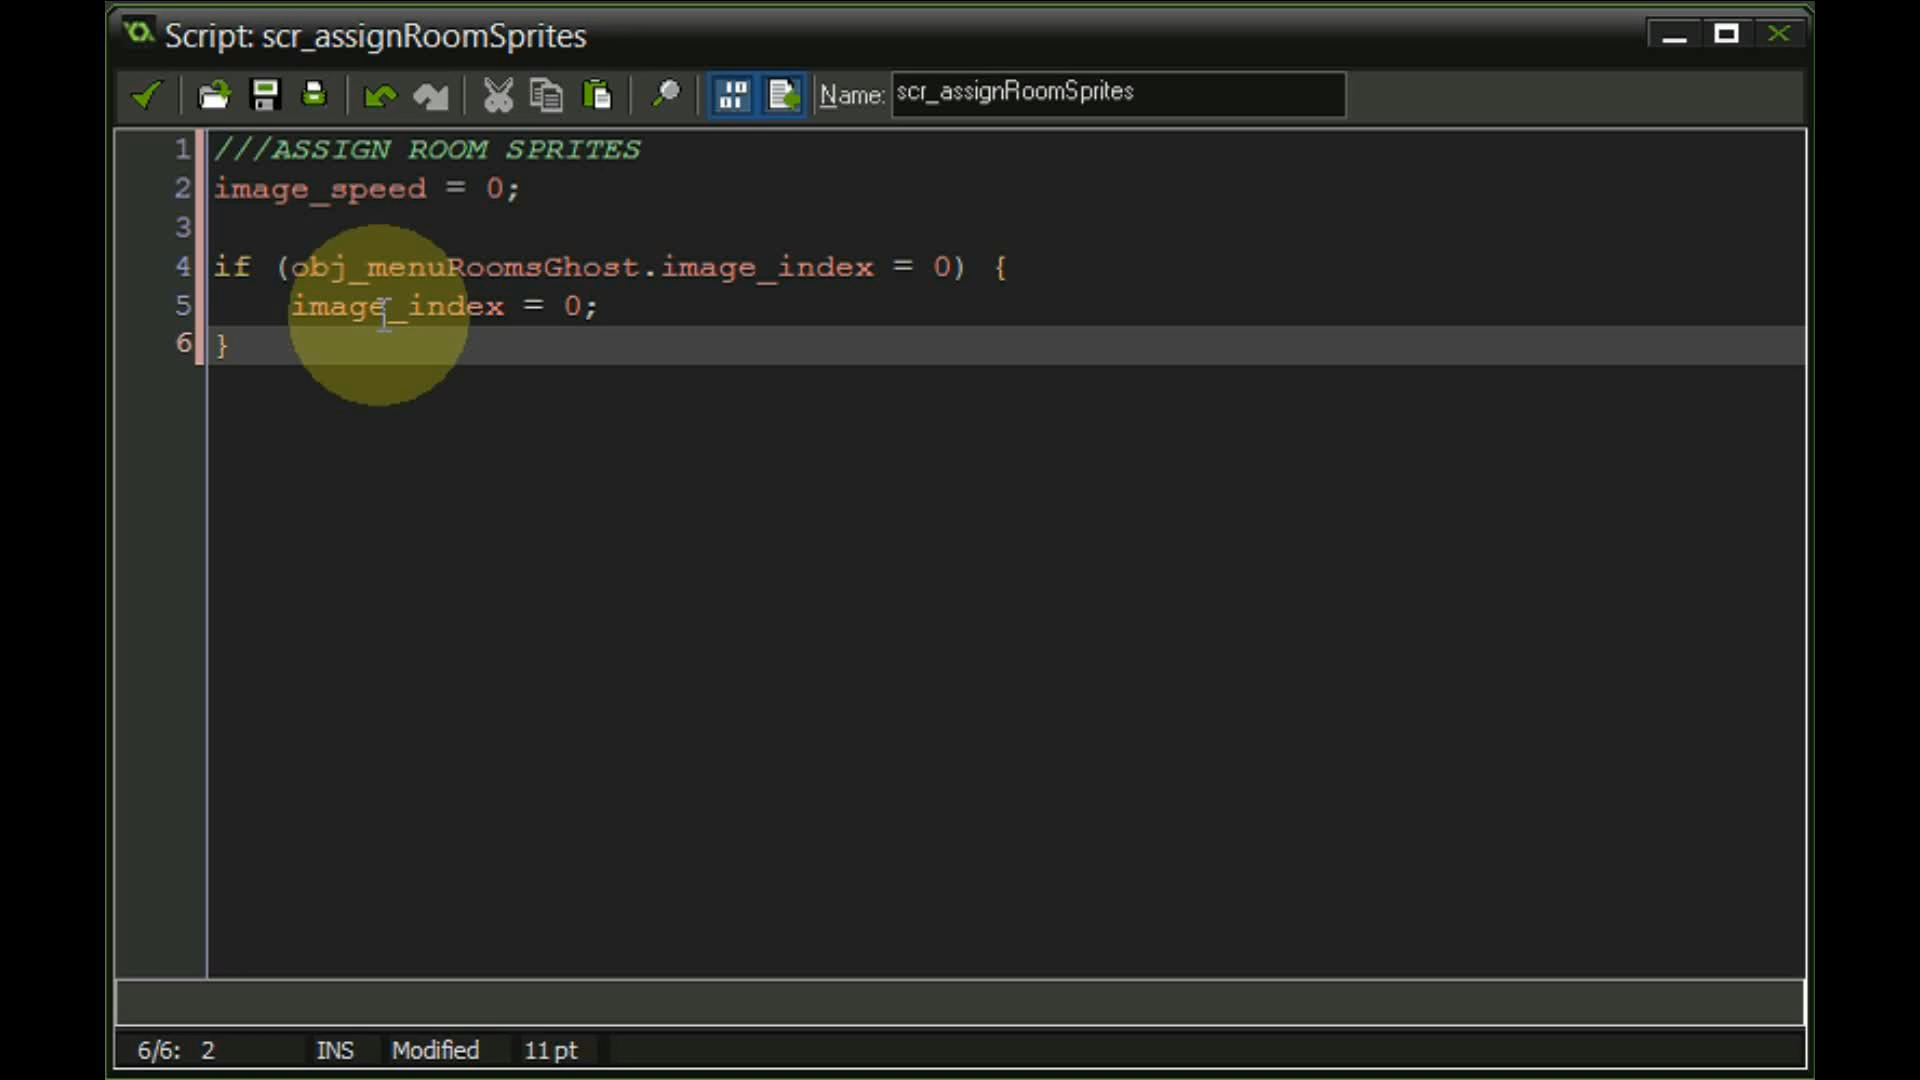 Script: scr_assignRoomSprites
Name: scr_assignRoomSprites
1 ///ASSIGN ROOM SPRITES
2 image_speed = 0;
3
4 if (obj_menuRoomsGhost.image_index = 0) {
5 image_index = 0;
6 }
6/6: 2 INS Modified 11 pt